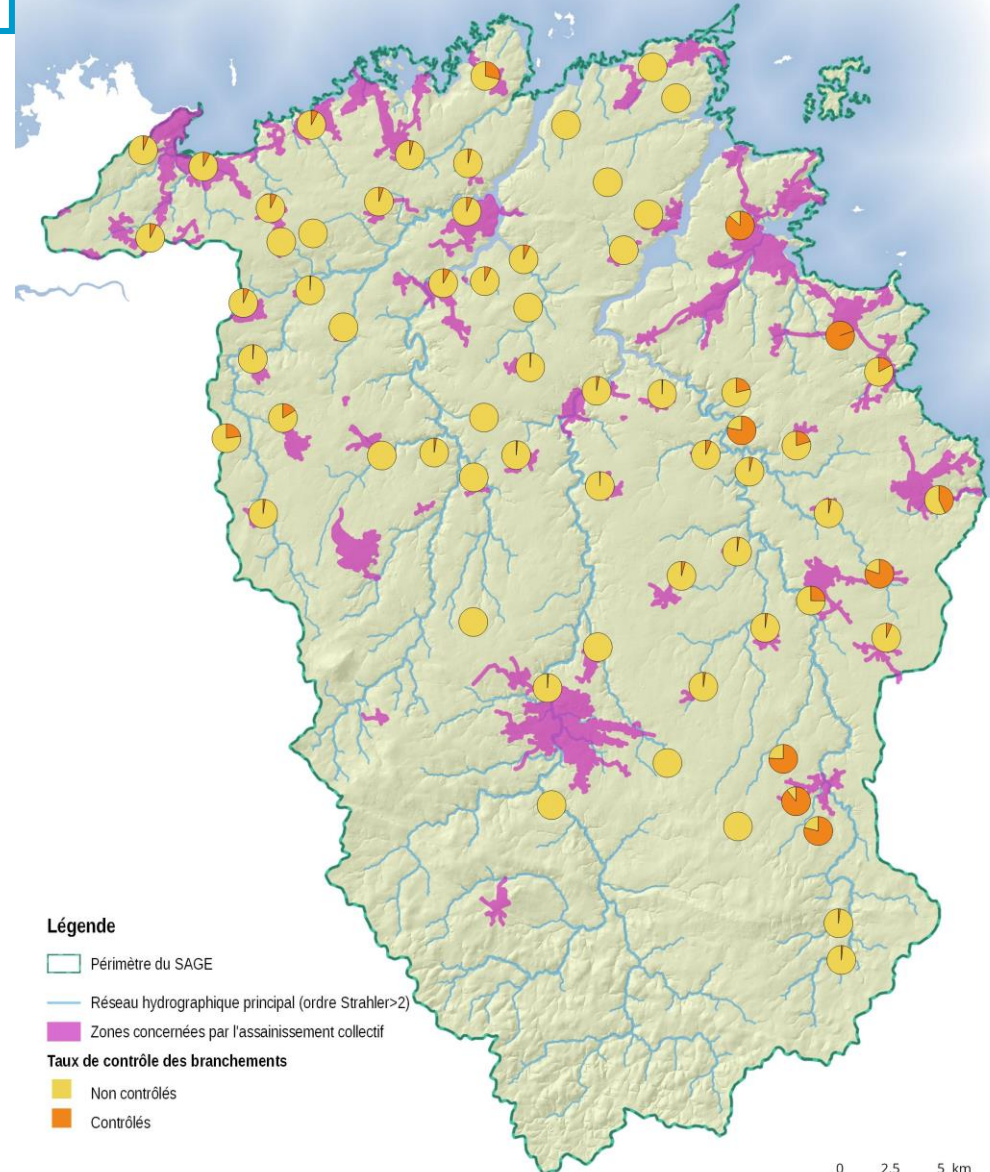 Légende
Périmètre du SAGE
Réseau hydrographique principal (ordre Strahler>2)
Zones concernées par l'assainissement collectif
Taux de contrôle des branchements
Non contrôlés
Contrôlés
0 2.5 5 km